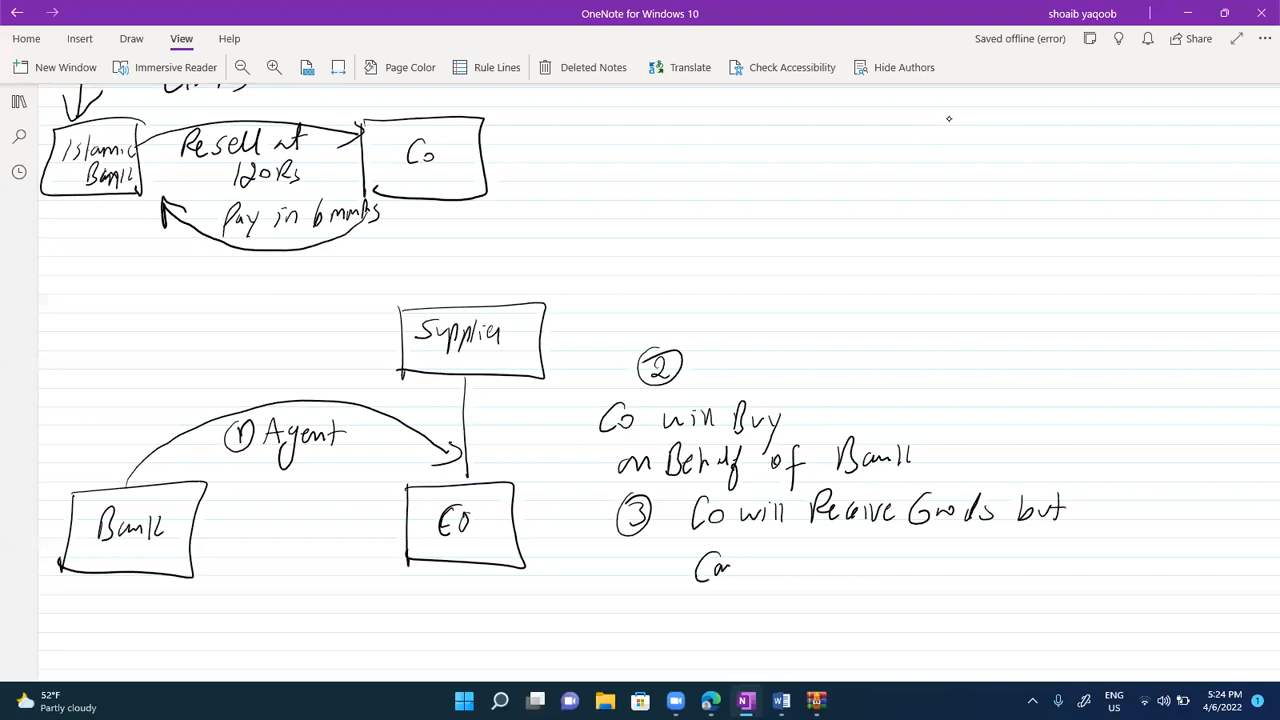 OneNote for Windows 10
shoaib yaqoob
Home Insert Draw View Help
Saved offline (error)
Share
New Window Immersive Reader Page Color Rule Lines Deleted Notes Translate Check Accessibility Hide Authors
Islamic
Bank
Resell at
120Rs
Co
Pay in 6 months
Supplier
2
1 Agent
Co will Buy
on Behalf of Bank
Bank
Co
3 Co will Receive Goods but
Can
52°F
Partly cloudy
ENG
US
5:24 PM
4/6/2022
1